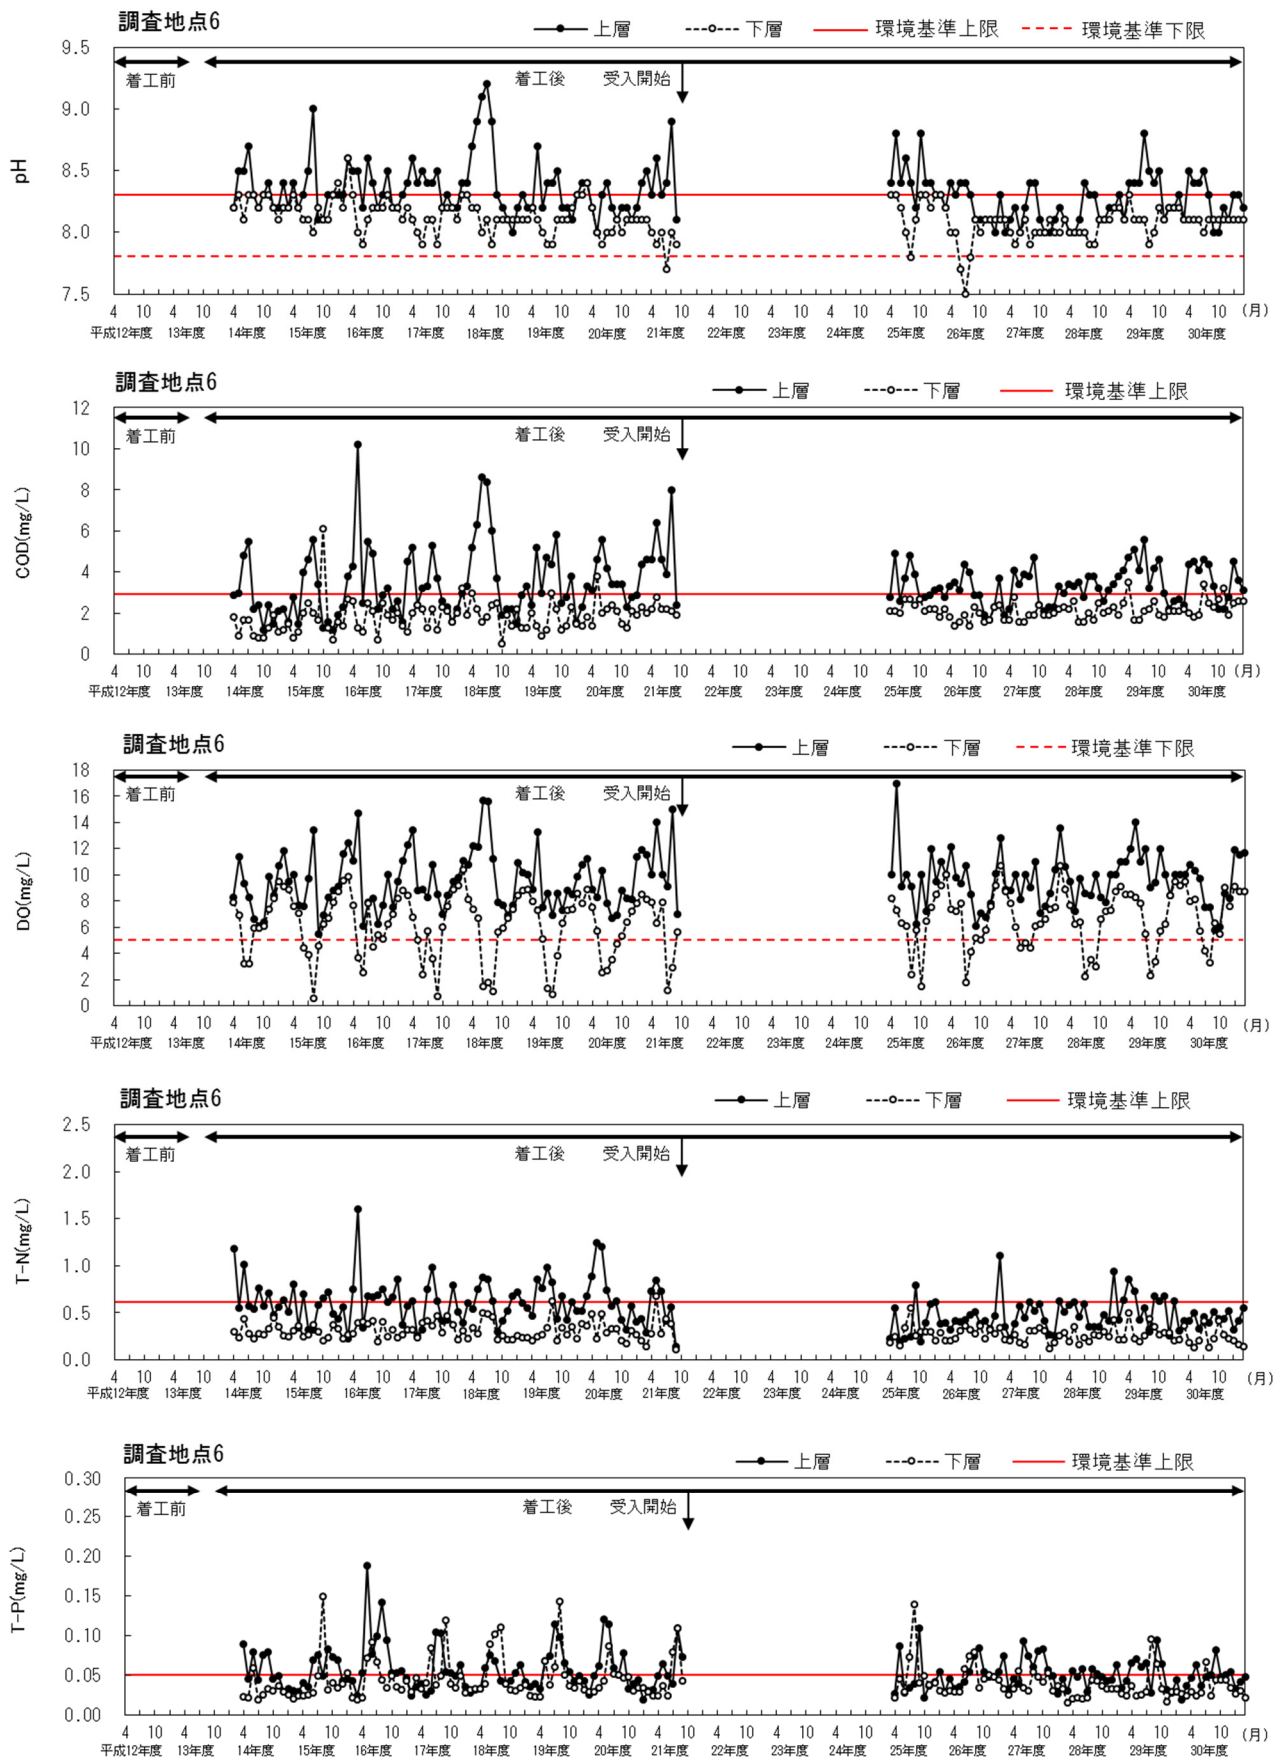 調査地点6
上層 下層 環境基準上限 環境基準下限
9.5
着工前 着工後 受入開始
9.0
8.5
pH
8.0
7.5
4 10 4 10 4 10 4 10 4 10 4 10 4 10 4 10 4 10 4 10 4 10 4 10 4 10 4 10 4 10 4 10 4 10 4 10 4 10 (月)
平成12年度 13年度 14年度 15年度 16年度 17年度 18年度 19年度 20年度 21年度 22年度 23年度 24年度 25年度 26年度 27年度 28年度 29年度 30年度
調査地点6
上層 下層 環境基準上限
12
着工前 着工後 受入開始
10
8
6
COD(mg/L)
4
2
0
4 10 4 10 4 10 4 10 4 10 4 10 4 10 4 10 4 10 4 10 4 10 4 10 4 10 4 10 4 10 4 10 4 10 4 10 4 10 (月)
平成12年度 13年度 14年度 15年度 16年度 17年度 18年度 19年度 20年度 21年度 22年度 23年度 24年度 25年度 26年度 27年度 28年度 29年度 30年度
調査地点6
上層 下層 環境基準下限
18
着工前 着工後 受入開始
16
14
12
10
DO(mg/L)
8
6
4
2
0
4 10 4 10 4 10 4 10 4 10 4 10 4 10 4 10 4 10 4 10 4 10 4 10 4 10 4 10 4 10 4 10 4 10 4 10 4 10 (月)
平成12年度 13年度 14年度 15年度 16年度 17年度 18年度 19年度 20年度 21年度 22年度 23年度 24年度 25年度 26年度 27年度 28年度 29年度 30年度
調査地点6
上層 下層 環境基準上限
2.5
着工前 着工後 受入開始
2.0
1.5
T-N(mg/L)
1.0
0.5
0.0
4 10 4 10 4 10 4 10 4 10 4 10 4 10 4 10 4 10 4 10 4 10 4 10 4 10 4 10 4 10 4 10 4 10 4 10 4 10 (月)
平成12年度 13年度 14年度 15年度 16年度 17年度 18年度 19年度 20年度 21年度 22年度 23年度 24年度 25年度 26年度 27年度 28年度 29年度 30年度
調査地点6
上層 下層 環境基準上限
0.30
着工前 着工後 受入開始
0.25
0.20
0.15
T-P(mg/L)
0.10
0.05
0.00
4 10 4 10 4 10 4 10 4 10 4 10 4 10 4 10 4 10 4 10 4 10 4 10 4 10 4 10 4 10 4 10 4 10 4 10 4 10 (月)
平成12年度 13年度 14年度 15年度 16年度 17年度 18年度 19年度 20年度 21年度 22年度 23年度 24年度 25年度 26年度 27年度 28年度 29年度 30年度